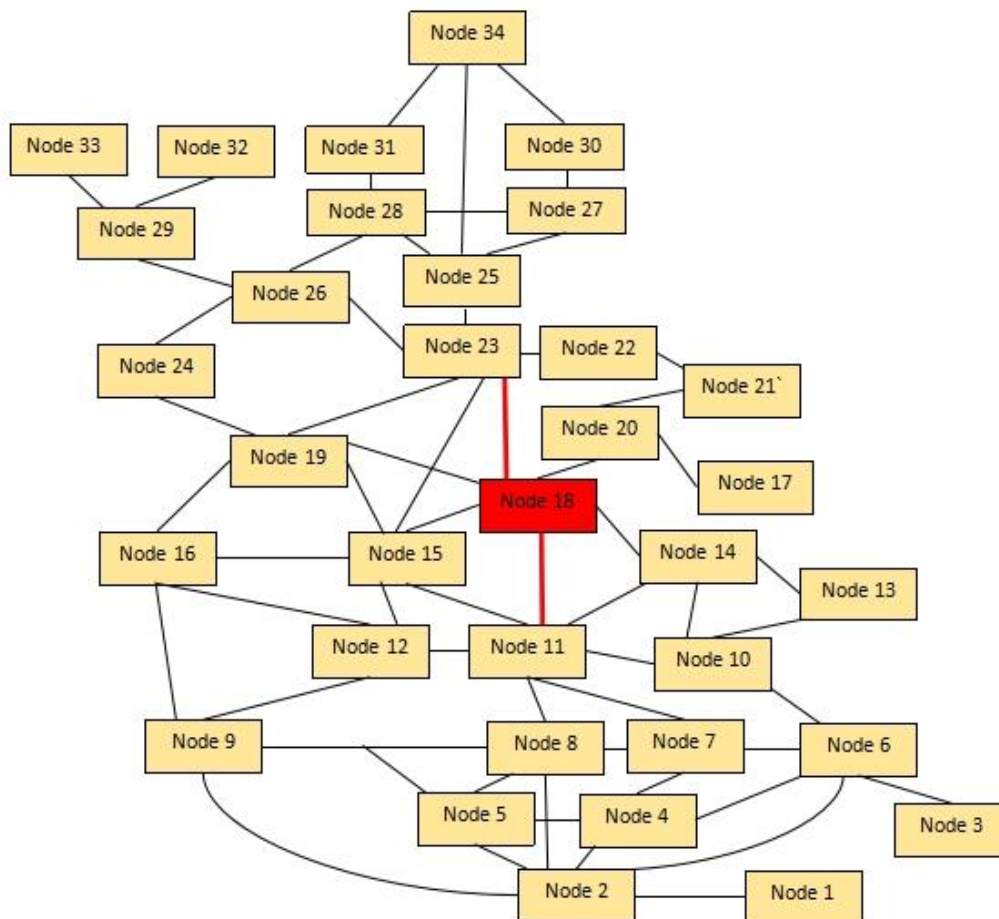 Node 34
Node 33
Node 32
Node 31
Node 30
Node 29
Node 28
Node 27
Node 26
Node 25
Node 24
Node 23
Node 22
Node 21`
Node 20
Node 19
Node 17
Node 18
Node 16
Node 15
Node 14
Node 13
Node 12
Node 11
Node 10
Node 9
Node 8
Node 7
Node 6
Node 5
Node 4
Node 3
Node 2
Node 1